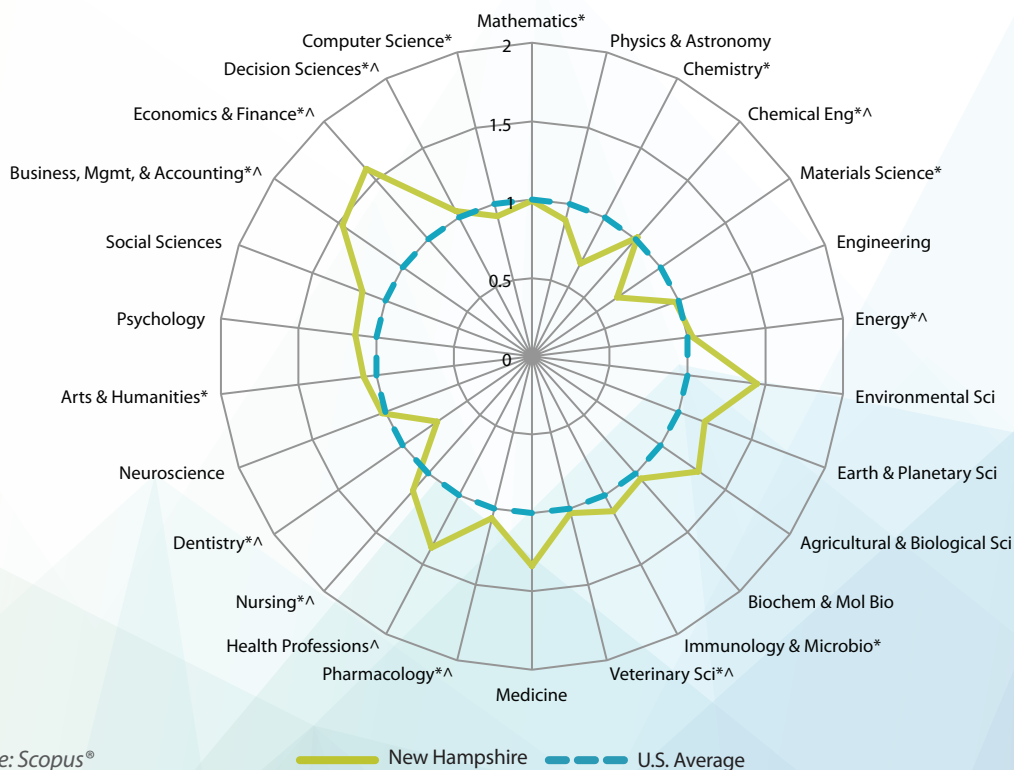 Mathematics*
Computer Science*
Physics & Astronomy
Decision Sciences*^
Chemistry*
Economics & Finance*^
Chemical Eng*^
Business, Mgmt, & Accounting*^
Materials Science*
Social Sciences
Engineering
Psychology
Energy*^
Arts & Humanities*
Environmental Sci
Neuroscience
Earth & Planetary Sci
Dentistry*^
Agricultural & Biological Sci
Nursing*^
Biochem & Mol Bio
Health Professions^
Immunology & Microbio*
Pharmacology*^
Veterinary Sci*^
Medicine
2
1.5
1
0.5
0
e: Scopus®
New Hampshire
U.S. Average